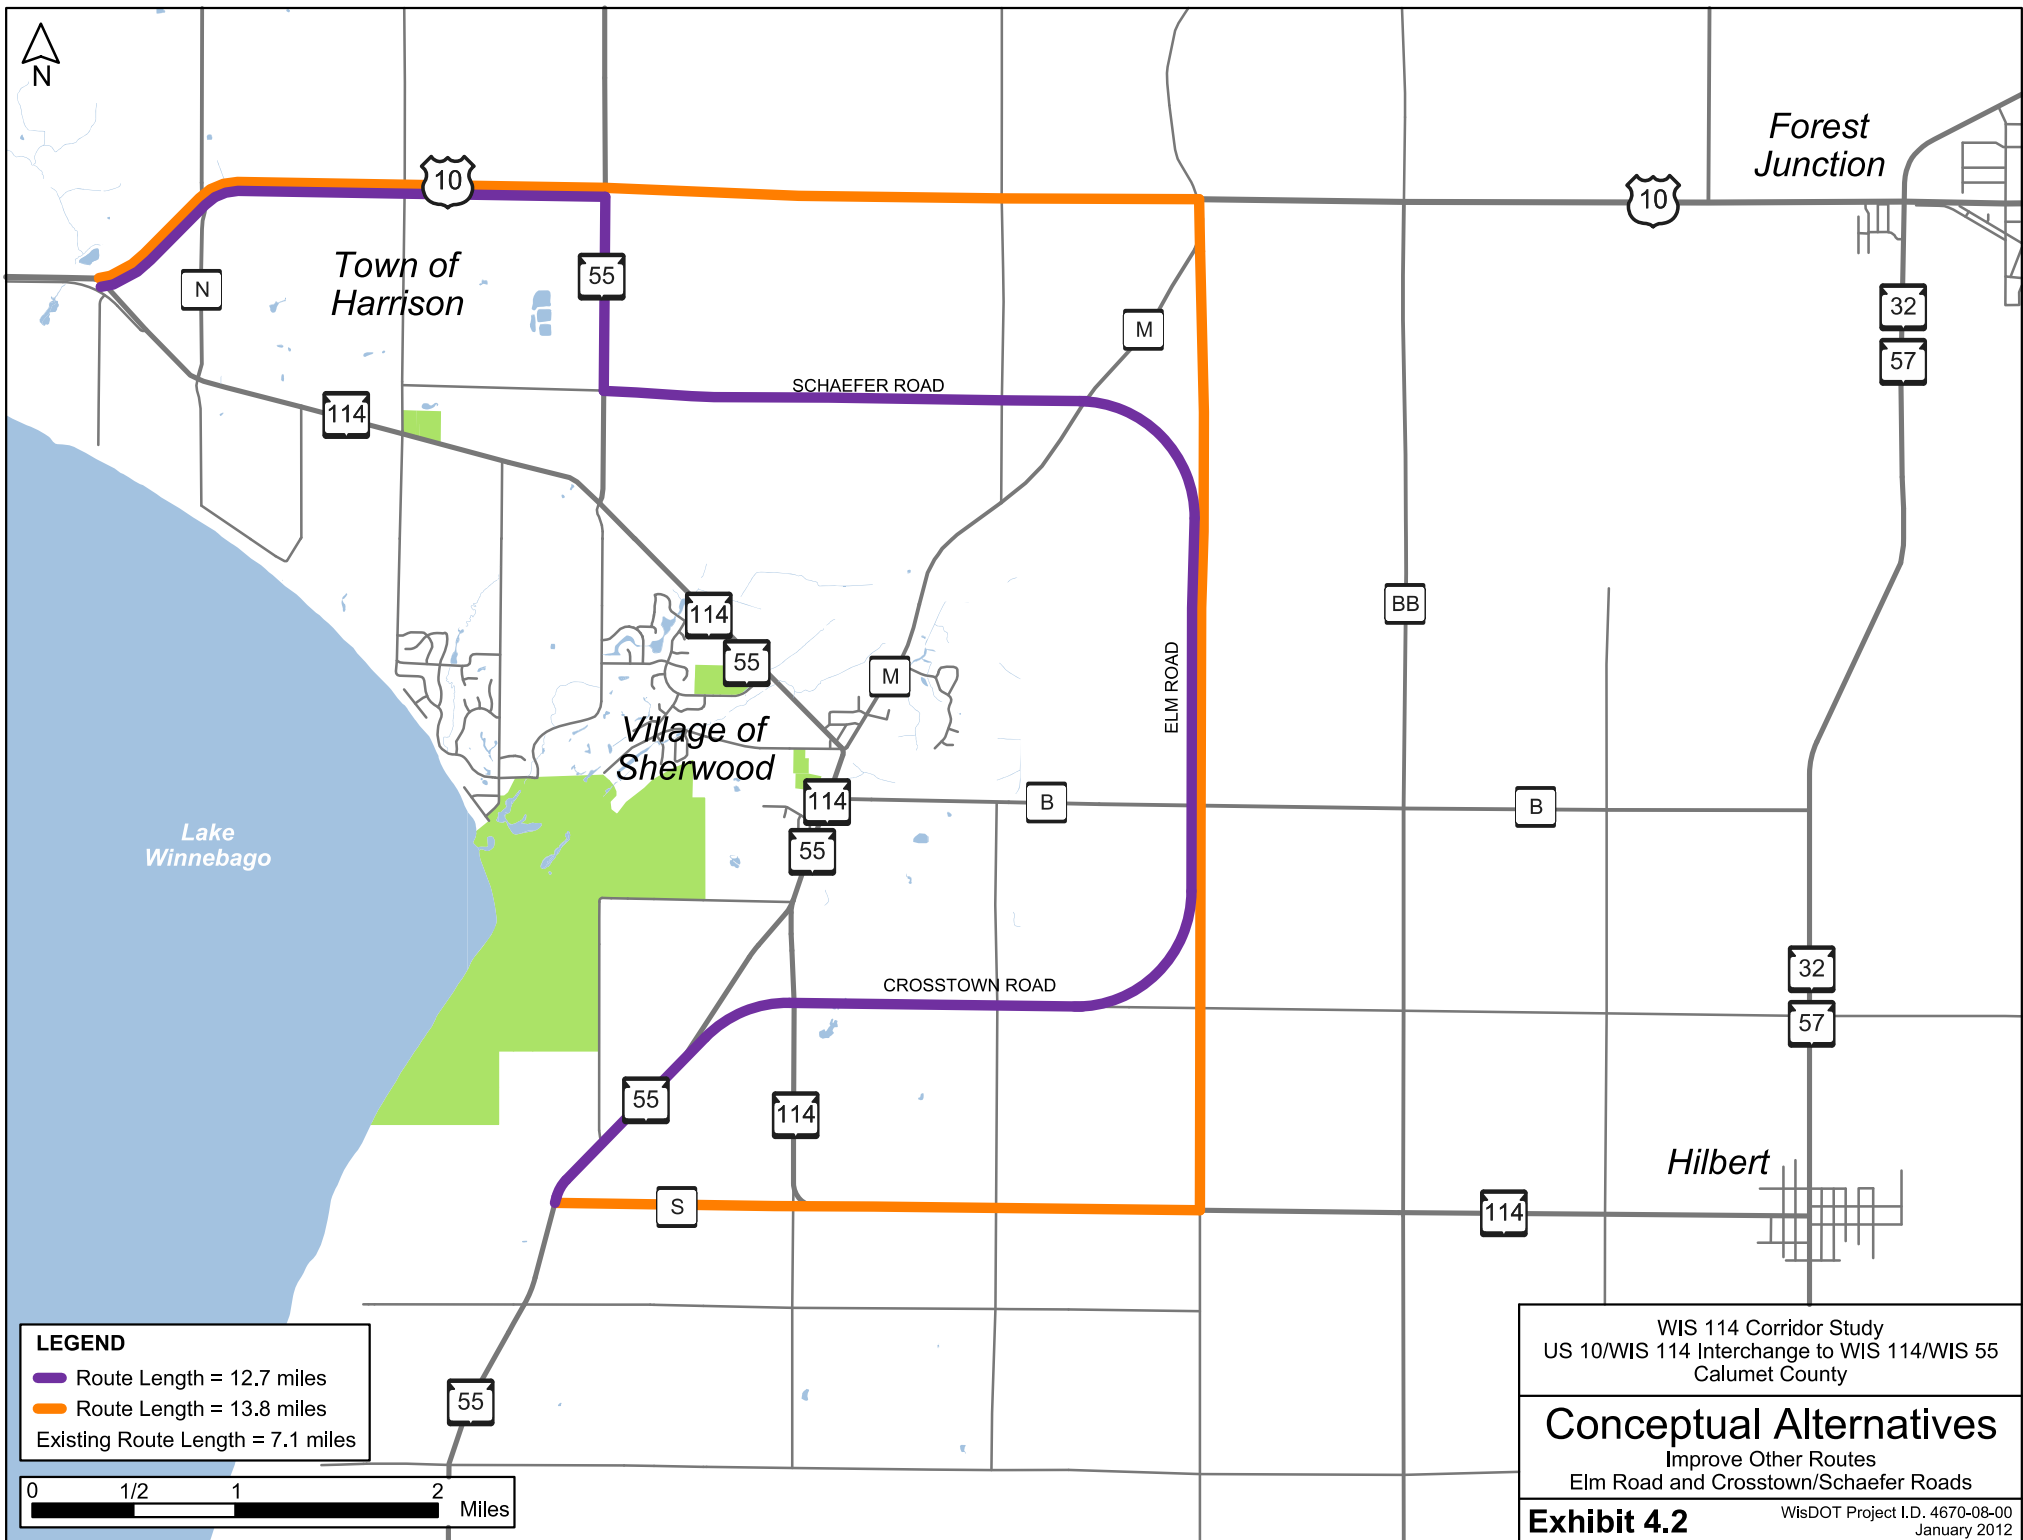 N
Forest
Junction
10
10
Town of
Harrison
N
55
M
32
57
SCHAEFER ROAD
114
BB
114
55
M
ELM ROAD
Village of
Sherwood
114
B
B
Lake
Winnebago
55
32
CROSSTOWN ROAD
57
55
114
Hilbert
S
114
55
LEGEND
Route Length = 12.7 miles
Route Length = 13.8 miles
Existing Route Length = 7.1 miles
0 1/2 1 2
Miles
WIS 114 Corridor Study
US 10/WIS 114 Interchange to WIS 114/WIS 55
Calumet County
Conceptual Alternatives
Improve Other Routes
Elm Road and Crosstown/Schaefer Roads
Exhibit 4.2
WisDOT Project I.D. 4670-08-00
January 2012